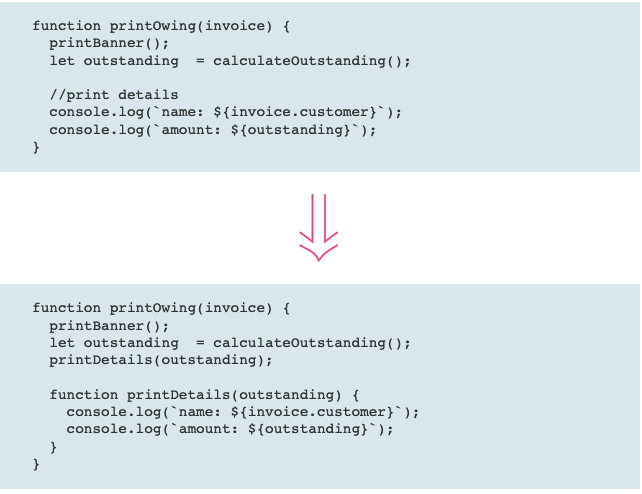 function printOwing(invoice) {
  printBanner();
  let outstanding  = calculateOutstanding();

  //print details
  console.log(`name: ${invoice.customer}`);
  console.log(`amount: ${outstanding}`);
}

function printOwing(invoice) {
  printBanner();
  let outstanding  = calculateOutstanding();
  printDetails(outstanding);

  function printDetails(outstanding) {
    console.log(`name: ${invoice.customer}`);
    console.log(`amount: ${outstanding}`);
  }
}